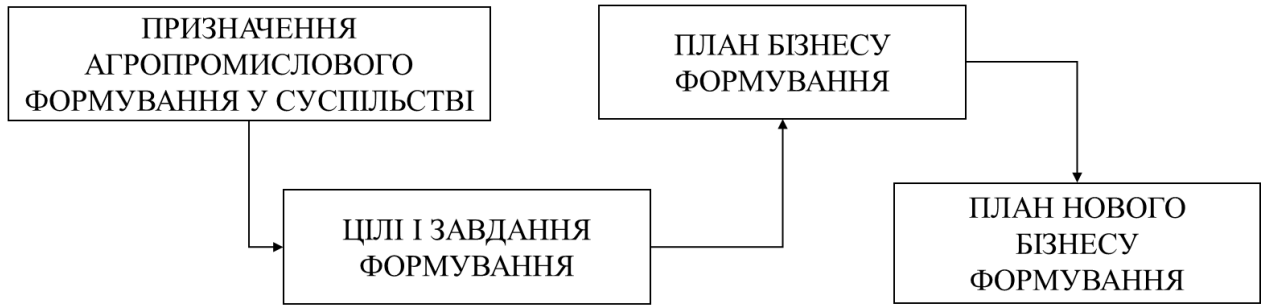 ПРИЗНАЧЕННЯ
АГРОПРОМИСЛОВОГО
ФОРМУВАННЯ У СУСПІЛЬСТВІ
ПЛАН БІЗНЕСУ
ФОРМУВАННЯ
ЦІЛІ І ЗАВДАННЯ
ФОРМУВАННЯ
ПЛАН НОВОГО
БІЗНЕСУ
ФОРМУВАННЯ